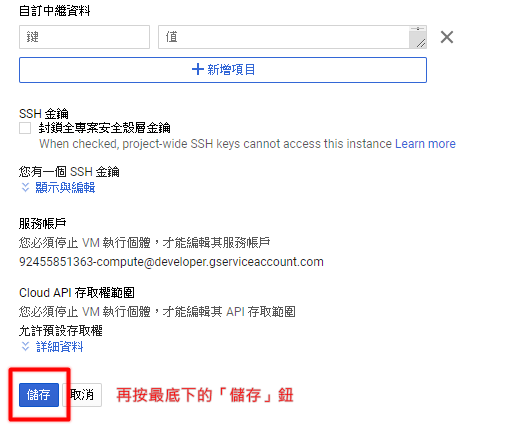 自訂中繼資料
鍵
值
新增項目
SSH 金鑰
封鎖全專案安全殼層金鑰
When checked, project-wide SSH keys cannot access this instance Learn more
您有一個 SSH 金鑰
顯示與編輯
服務帳戶
您必須停止 VM 執行個體，才能編輯其服務帳戶
92455851363-compute@developer.gserviceaccount.com
Cloud API 存取權範圍
您必須停止 VM 執行個體，才能編輯其 API 存取範圍
允許預設存取權
詳細資料
儲存 取消 再按最底下的「儲存」鈕